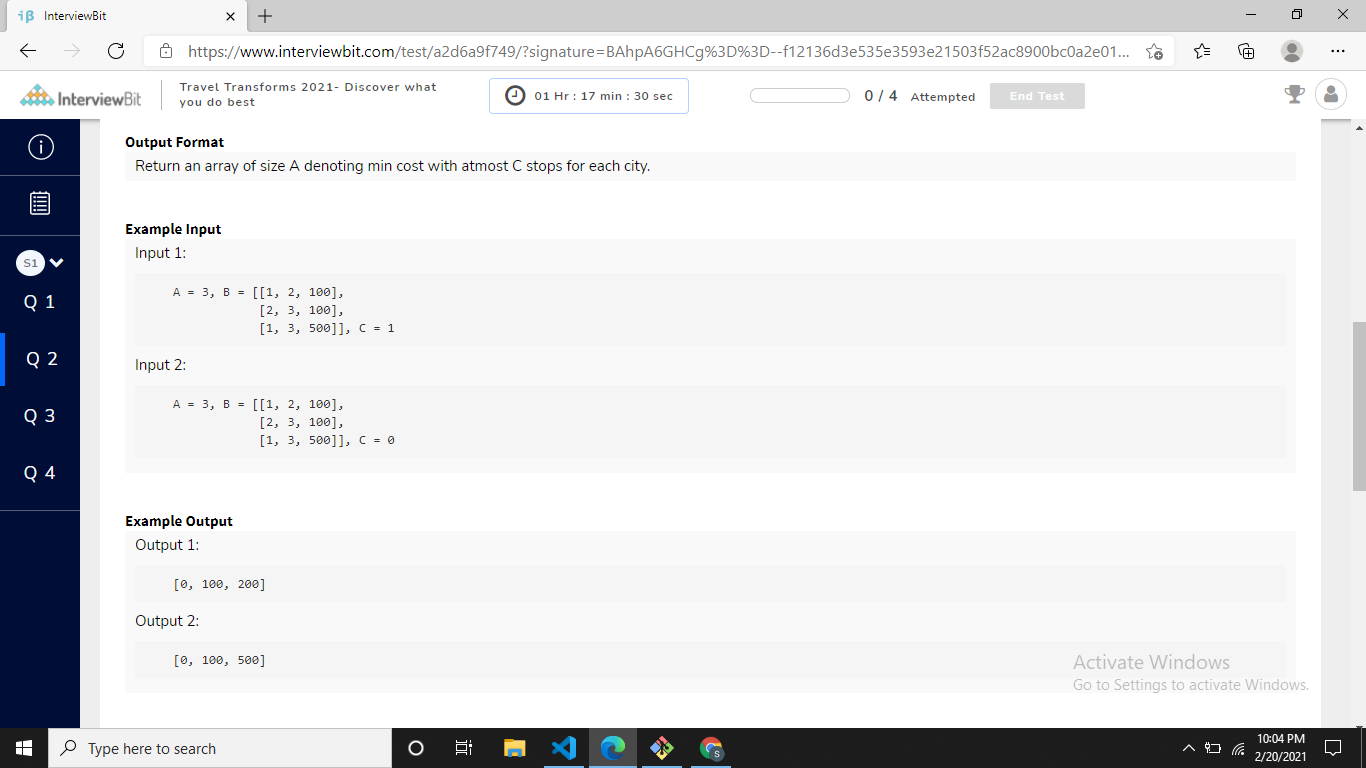 iβ InterviewBit
https://www.interviewbit.com/test/a2d6a9f749/?signature=BAhpA6GHCg%3D%3D--f12136d3e535e3593e21503f52ac8900bc0a2e01...
InterviewBit
Travel Transforms 2021- Discover what
you do best
01 Hr : 17 min : 30 sec
0 / 4 Attempted
End Test
S1
Q 1
Q 2
Q 3
Q 4
Output Format
Return an array of size A denoting min cost with atmost C stops for each city.
Example Input
Input 1:
A = 3, B = [[1, 2, 100],
[2, 3, 100],
[1, 3, 500]], C = 1
Input 2:
A = 3, B = [[1, 2, 100],
[2, 3, 100],
[1, 3, 500]], C = 0
Example Output
Output 1:
[0, 100, 200]
Output 2:
[0, 100, 500]
Activate Windows
Go to Settings to activate Windows.
Type here to search
S
10:04 PM
2/20/2021